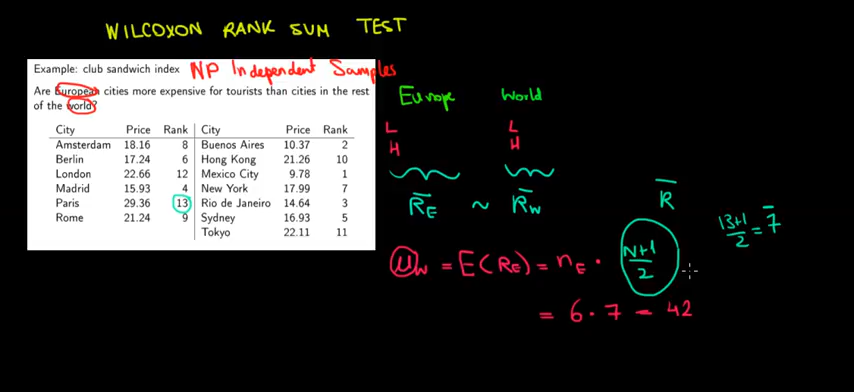 WILCOXON RANK SUM TEST
Example: club sandwich index NP Independent Samples
Are European cities more expensive for tourists than cities in the rest
of the world?
City Price Rank City Price Rank
Amsterdam 18.16 8 Buenos Aires 10.37 2
Berlin 17.24 6 Hong Kong 21.26 10
London 22.66 12 Mexico City 9.78 1
Madrid 15.93 4 New York 17.99 7
Paris 29.36 13 Rio de Janeiro 14.64 3
Rome 21.24 9 Sydney 16.93 5
Tokyo 22.11 11
Europe World
L L
H H
R̄E ~ R̄W R̄
13+1/2 = 7̄
μW = E(RE) = nE · N+1/2
= 6 · 7 = 42